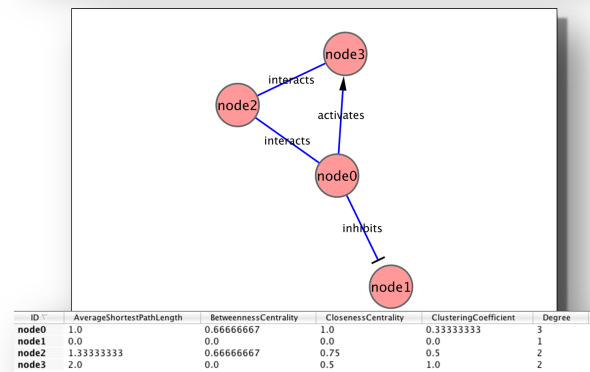 node3
interacts
node2
activates
interacts
node0
inhibits
node1
ID AverageShortestPathLength BetweennessCentrality ClosenessCentrality ClusteringCoefficient Degree
node0 1.0 0.66666667 1.0 0.33333333 3
node1 0.0 0.0 0.0 0.0 1
node2 1.33333333 0.66666667 0.75 0.5 2
node3 2.0 0.0 0.5 1.0 2